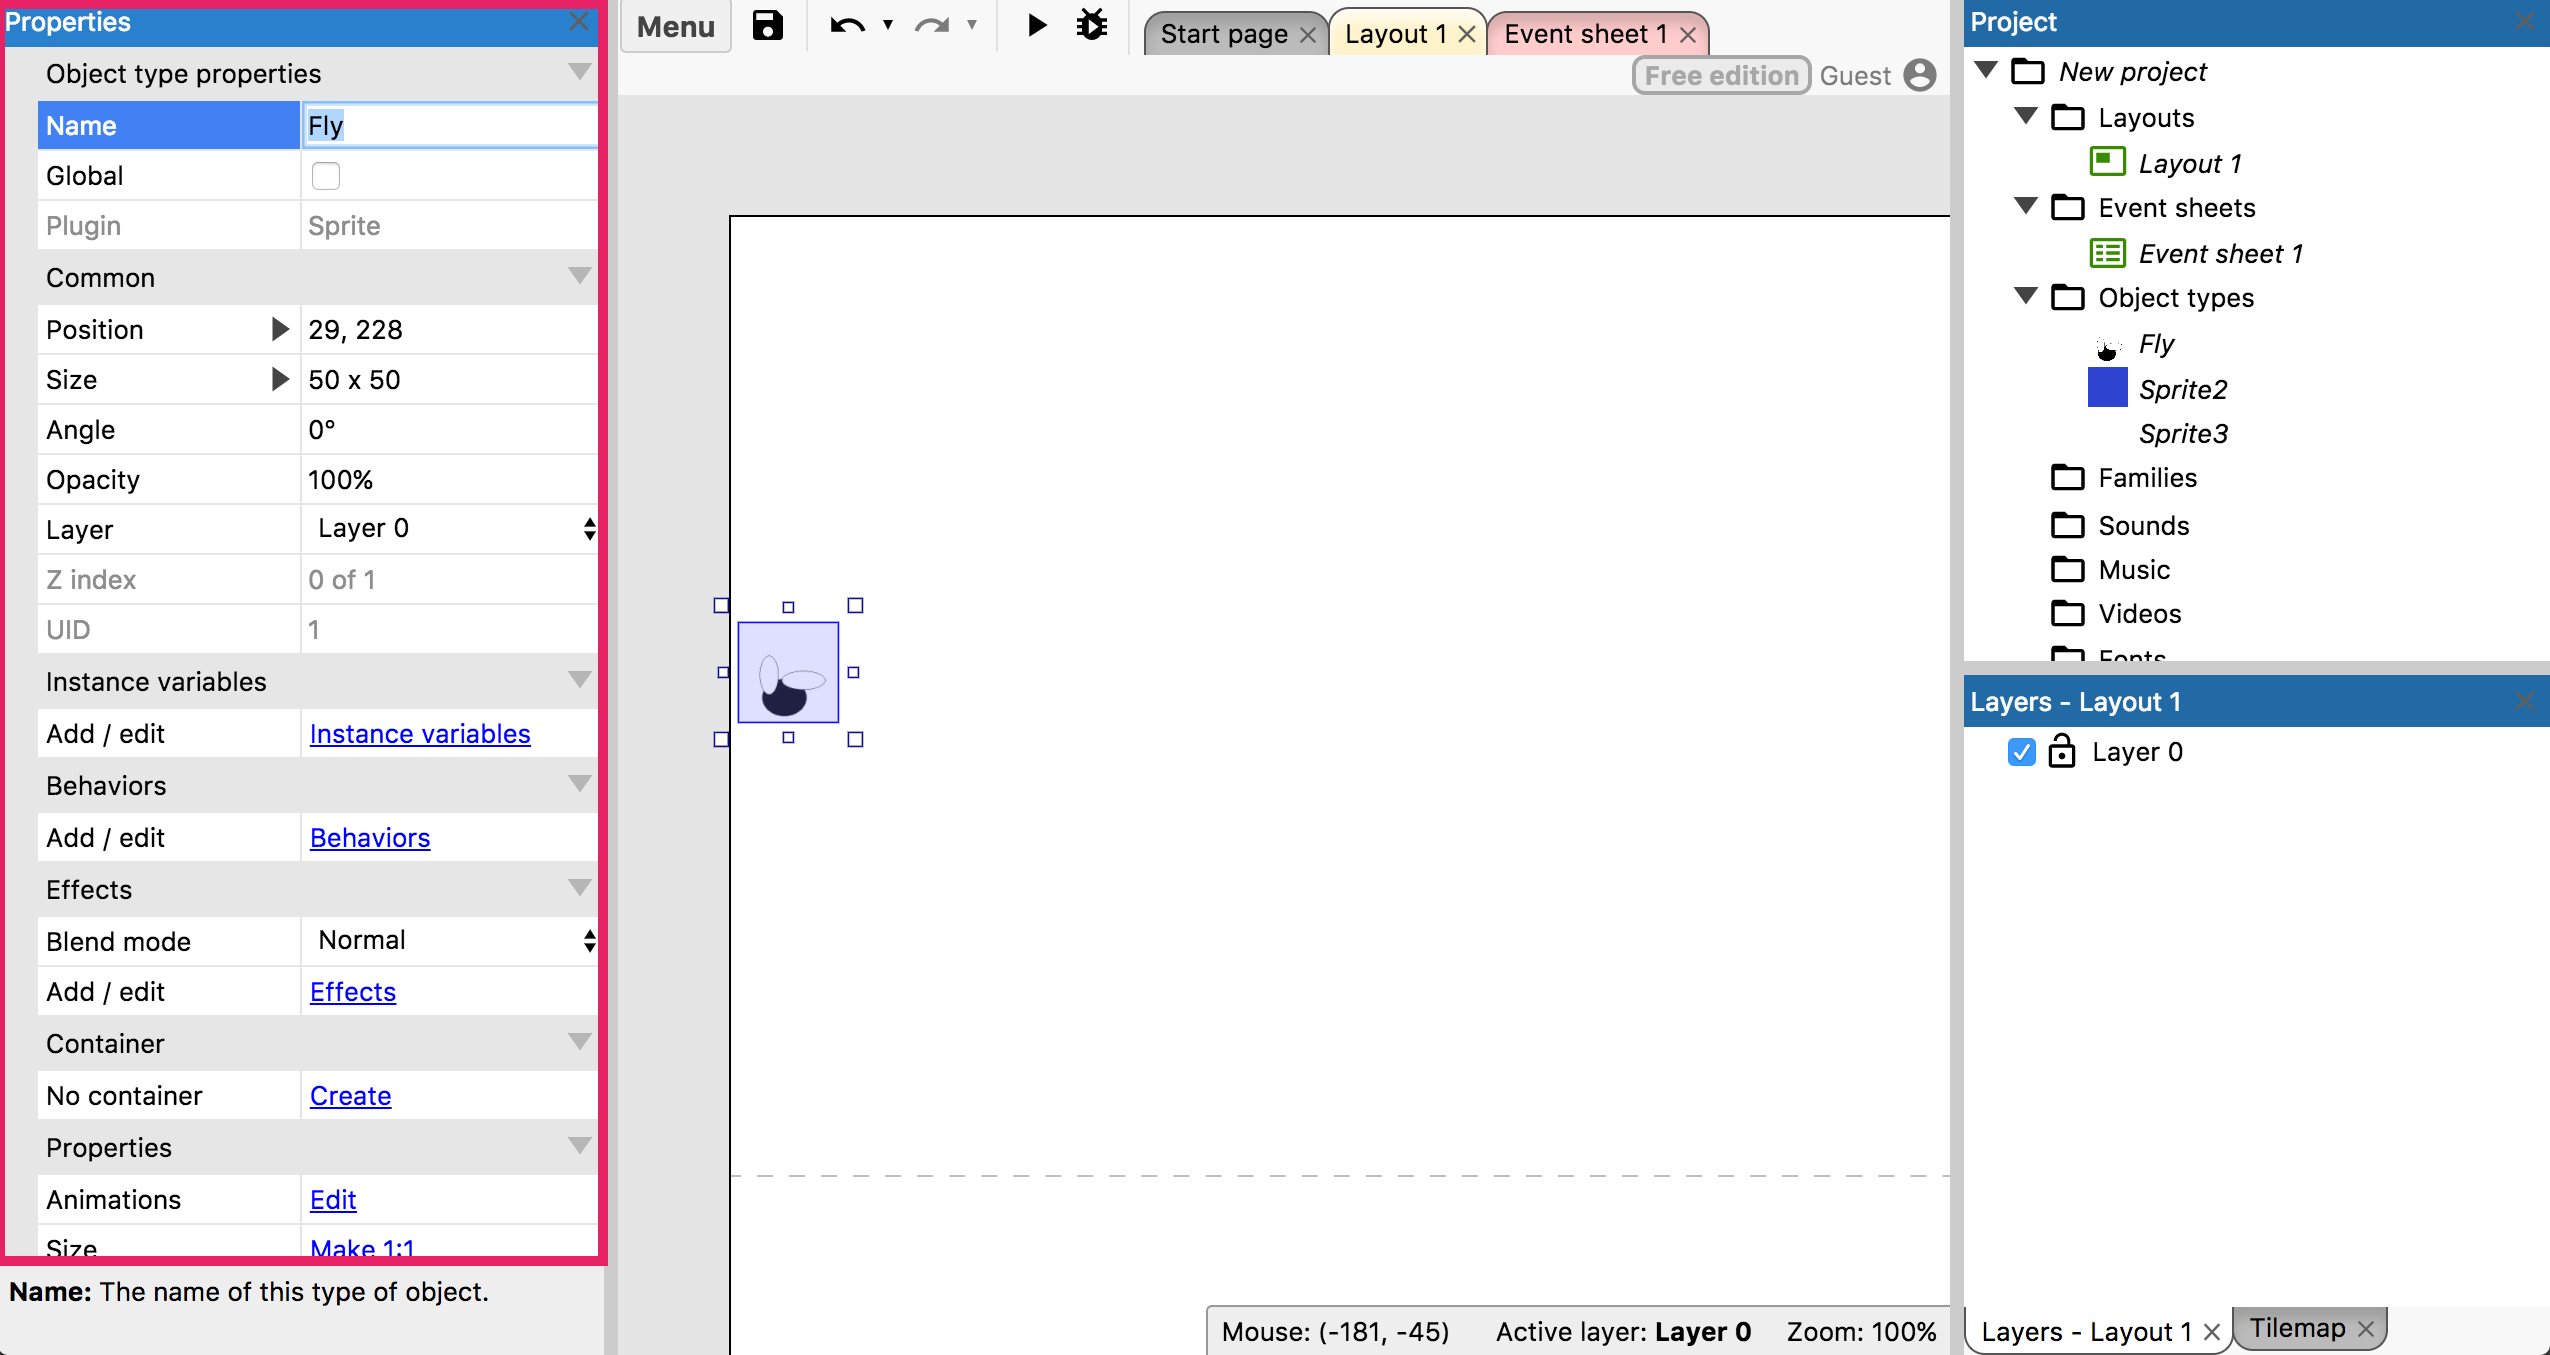 Properties
Object type properties
Name Fly
Global
Plugin Sprite
Common
Position 29, 228
Size 50 x 50
Angle 0°
Opacity 100%
Layer Layer 0
Z index 0 of 1
UID 1
Instance variables
Add / edit Instance variables
Behaviors
Add / edit Behaviors
Effects
Blend mode Normal
Add / edit Effects
Container
No container Create
Properties
Animations Edit
Size Make 1:1
Name: The name of this type of object.
Menu
Start page
Layout 1
Event sheet 1
Free edition Guest
Mouse: (-181, -45) Active layer: Layer 0 Zoom: 100%
Project
New project
Layouts
Layout 1
Event sheets
Event sheet 1
Object types
Fly
Sprite2
Sprite3
Families
Sounds
Music
Videos
Fonts
Layers - Layout 1
Layer 0
Layers - Layout 1
Tilemap